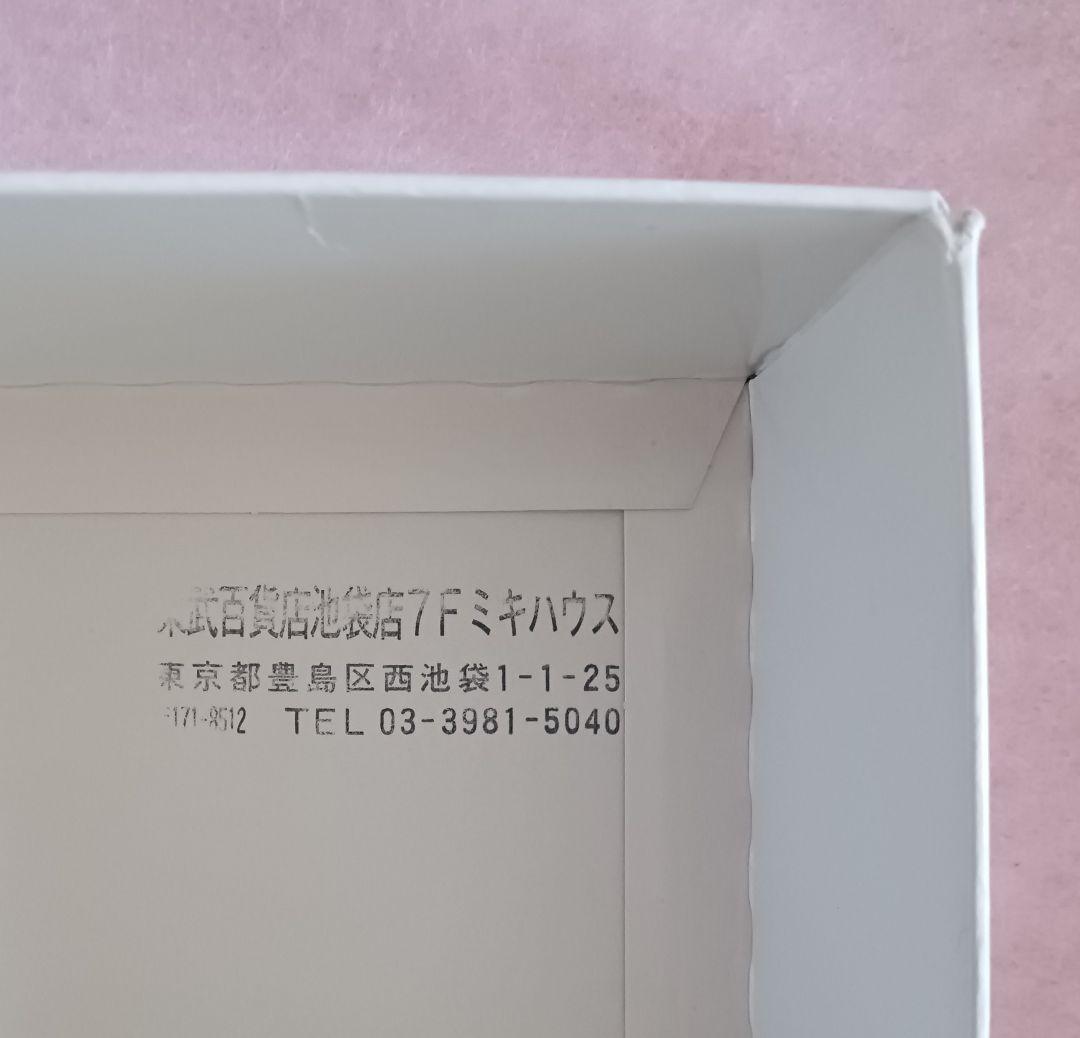 東武百貨店池袋店7Fミキハウス
東京都豊島区西池袋1-1-25
171-8512 TEL 03-3981-5040